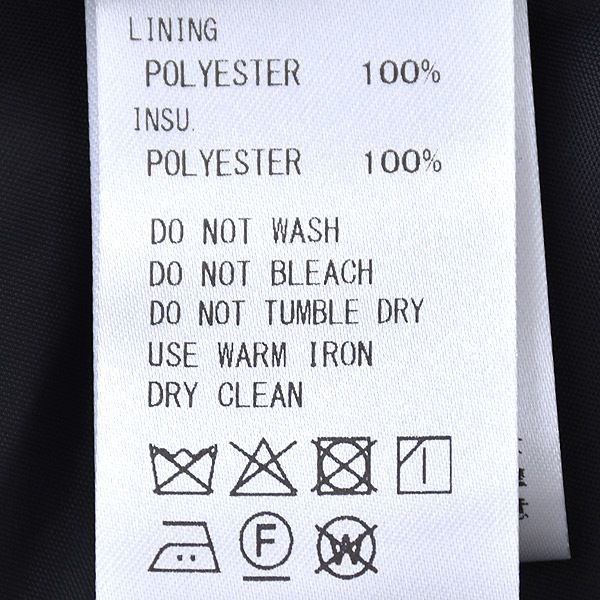 LINING
POLYESTER 100%
INSU.
POLYESTER 100%
DO NOT WASH
DO NOT BLEACH
DO NOT TUMBLE DRY
USE WARM IRON
DRY CLEAN
F W